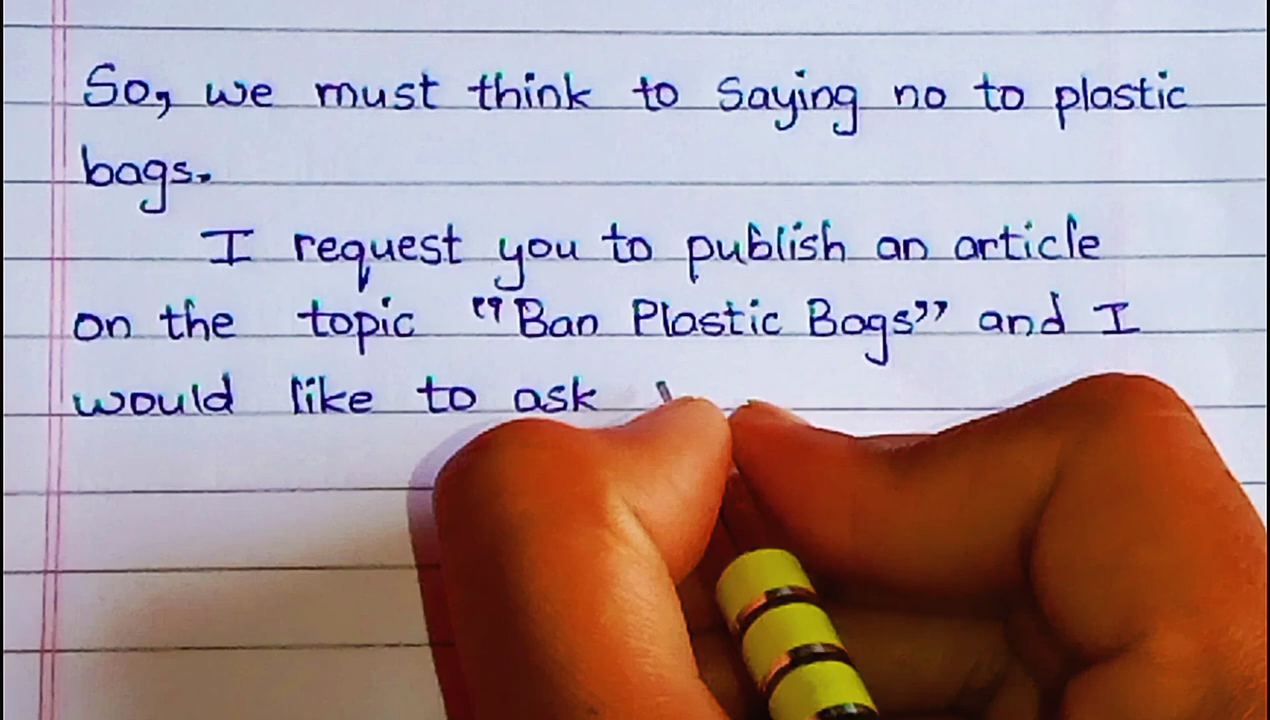 So, we must think to saying no to plastic
bags.
I request you to publish an article
on the topic "Ban Plastic Bags" and I
would like to ask